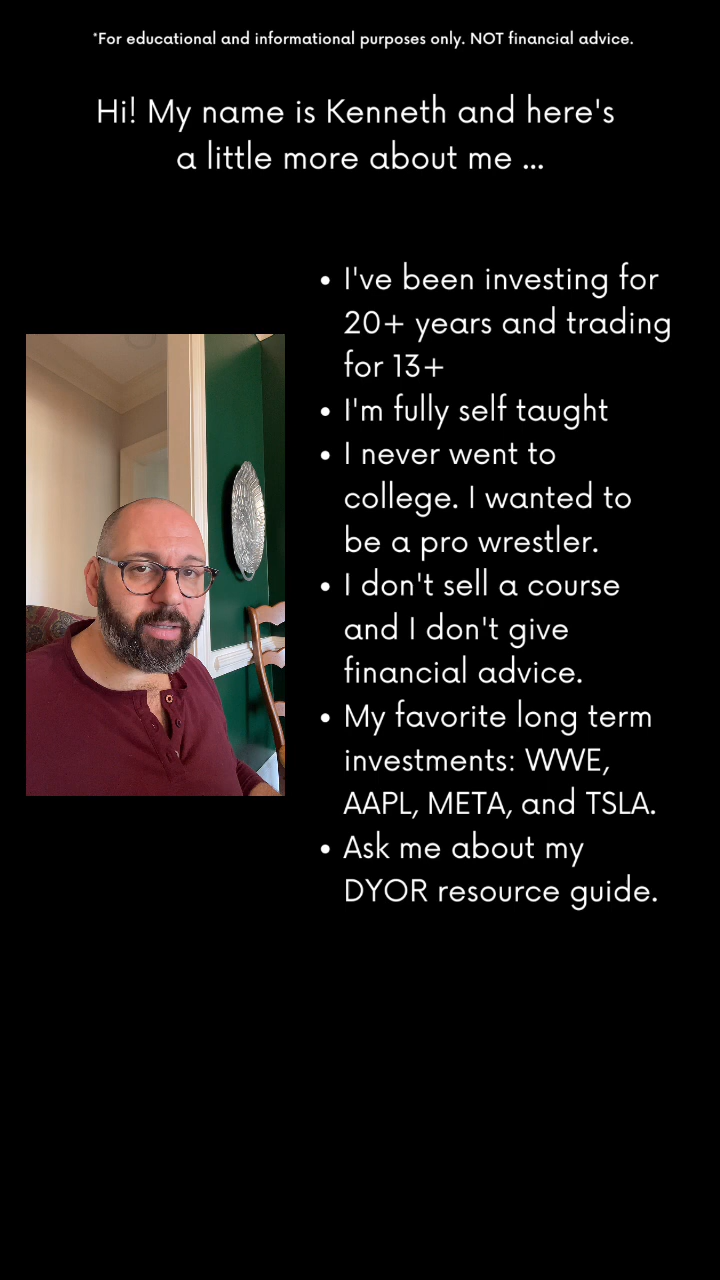 *For educational and informational purposes only. NOT financial advice.
Hi! My name is Kenneth and here's
a little more about me ...
• I've been investing for
20+ years and trading
for 13+
• I'm fully self taught
• I never went to
college. I wanted to
be a pro wrestler.
• I don't sell a course
and I don't give
financial advice.
• My favorite long term
investments: WWE,
AAPL, META, and TSLA.
• Ask me about my
DYOR resource guide.